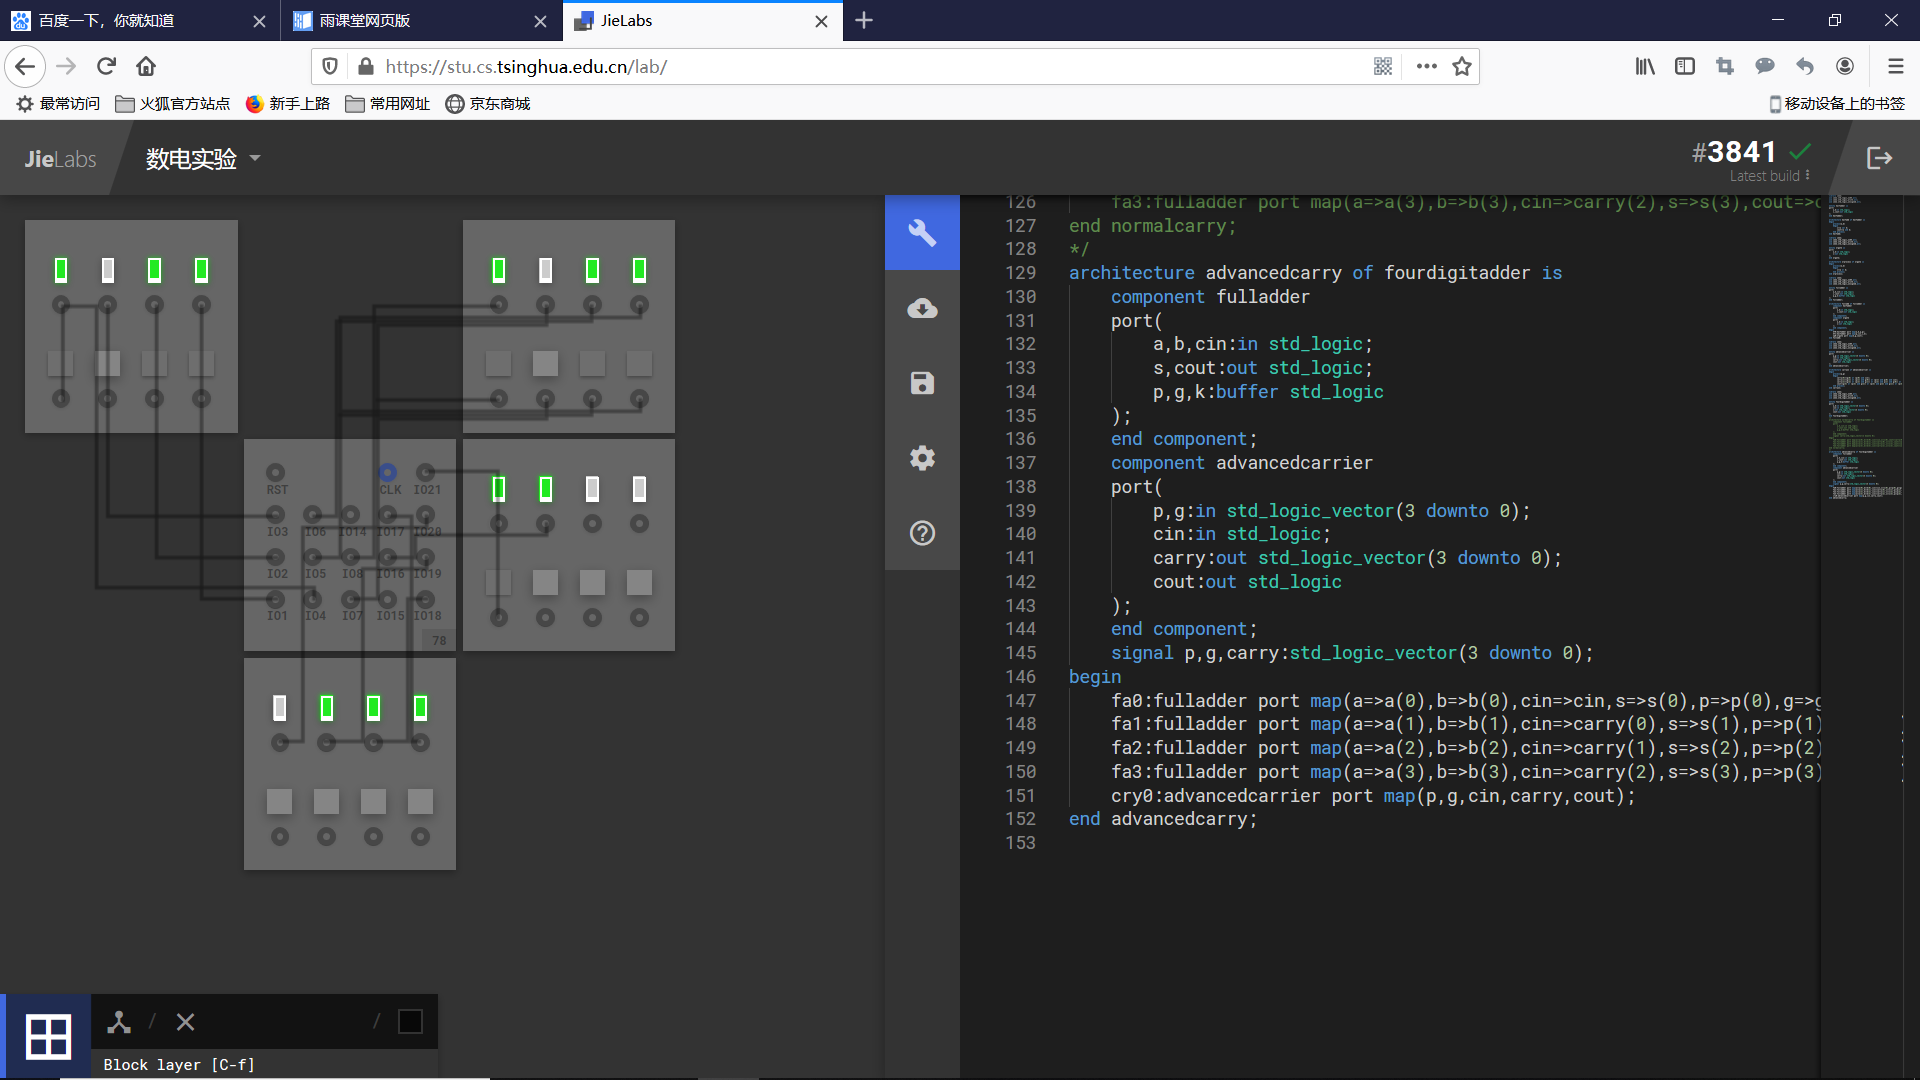 百度一下，你就知道
雨课堂网页版
JieLabs
https://stu.cs.tsinghua.edu.cn/lab/
最常访问
火狐官方站点
新手上路
常用网址
京东商城
移动设备上的书签
JieLabs
数电实验
#3841
Latest build
RST
CLK
IO21
IO3
IO6
IO14
IO17
IO20
IO2
IO5
IO8
IO16
IO19
IO1
IO4
IO7
IO15
IO18
78
Block layer [C-f]
126 fa3:fulladder port map(a=>a(3),b=>b(3),cin=>carry(2),s=>s(3),cout=>c
127 end normalcarry;
128 */
129 architecture advancedcarry of fourdigitadder is
130 component fulladder
131 port(
132 a,b,cin:in std_logic;
133 s,cout:out std_logic;
134 p,g,k:buffer std_logic
135 );
136 end component;
137 component advancedcarrier
138 port(
139 p,g:in std_logic_vector(3 downto 0);
140 cin:in std_logic;
141 carry:out std_logic_vector(3 downto 0);
142 cout:out std_logic
143 );
144 end component;
145 signal p,g,carry:std_logic_vector(3 downto 0);
146 begin
147 fa0:fulladder port map(a=>a(0),b=>b(0),cin=>cin,s=>s(0),p=>p(0),g=>g
148 fa1:fulladder port map(a=>a(1),b=>b(1),cin=>carry(0),s=>s(1),p=>p(1)
149 fa2:fulladder port map(a=>a(2),b=>b(2),cin=>carry(1),s=>s(2),p=>p(2)
150 fa3:fulladder port map(a=>a(3),b=>b(3),cin=>carry(2),s=>s(3),p=>p(3)
151 cry0:advancedcarrier port map(p,g,cin,carry,cout);
152 end advancedcarry;
153